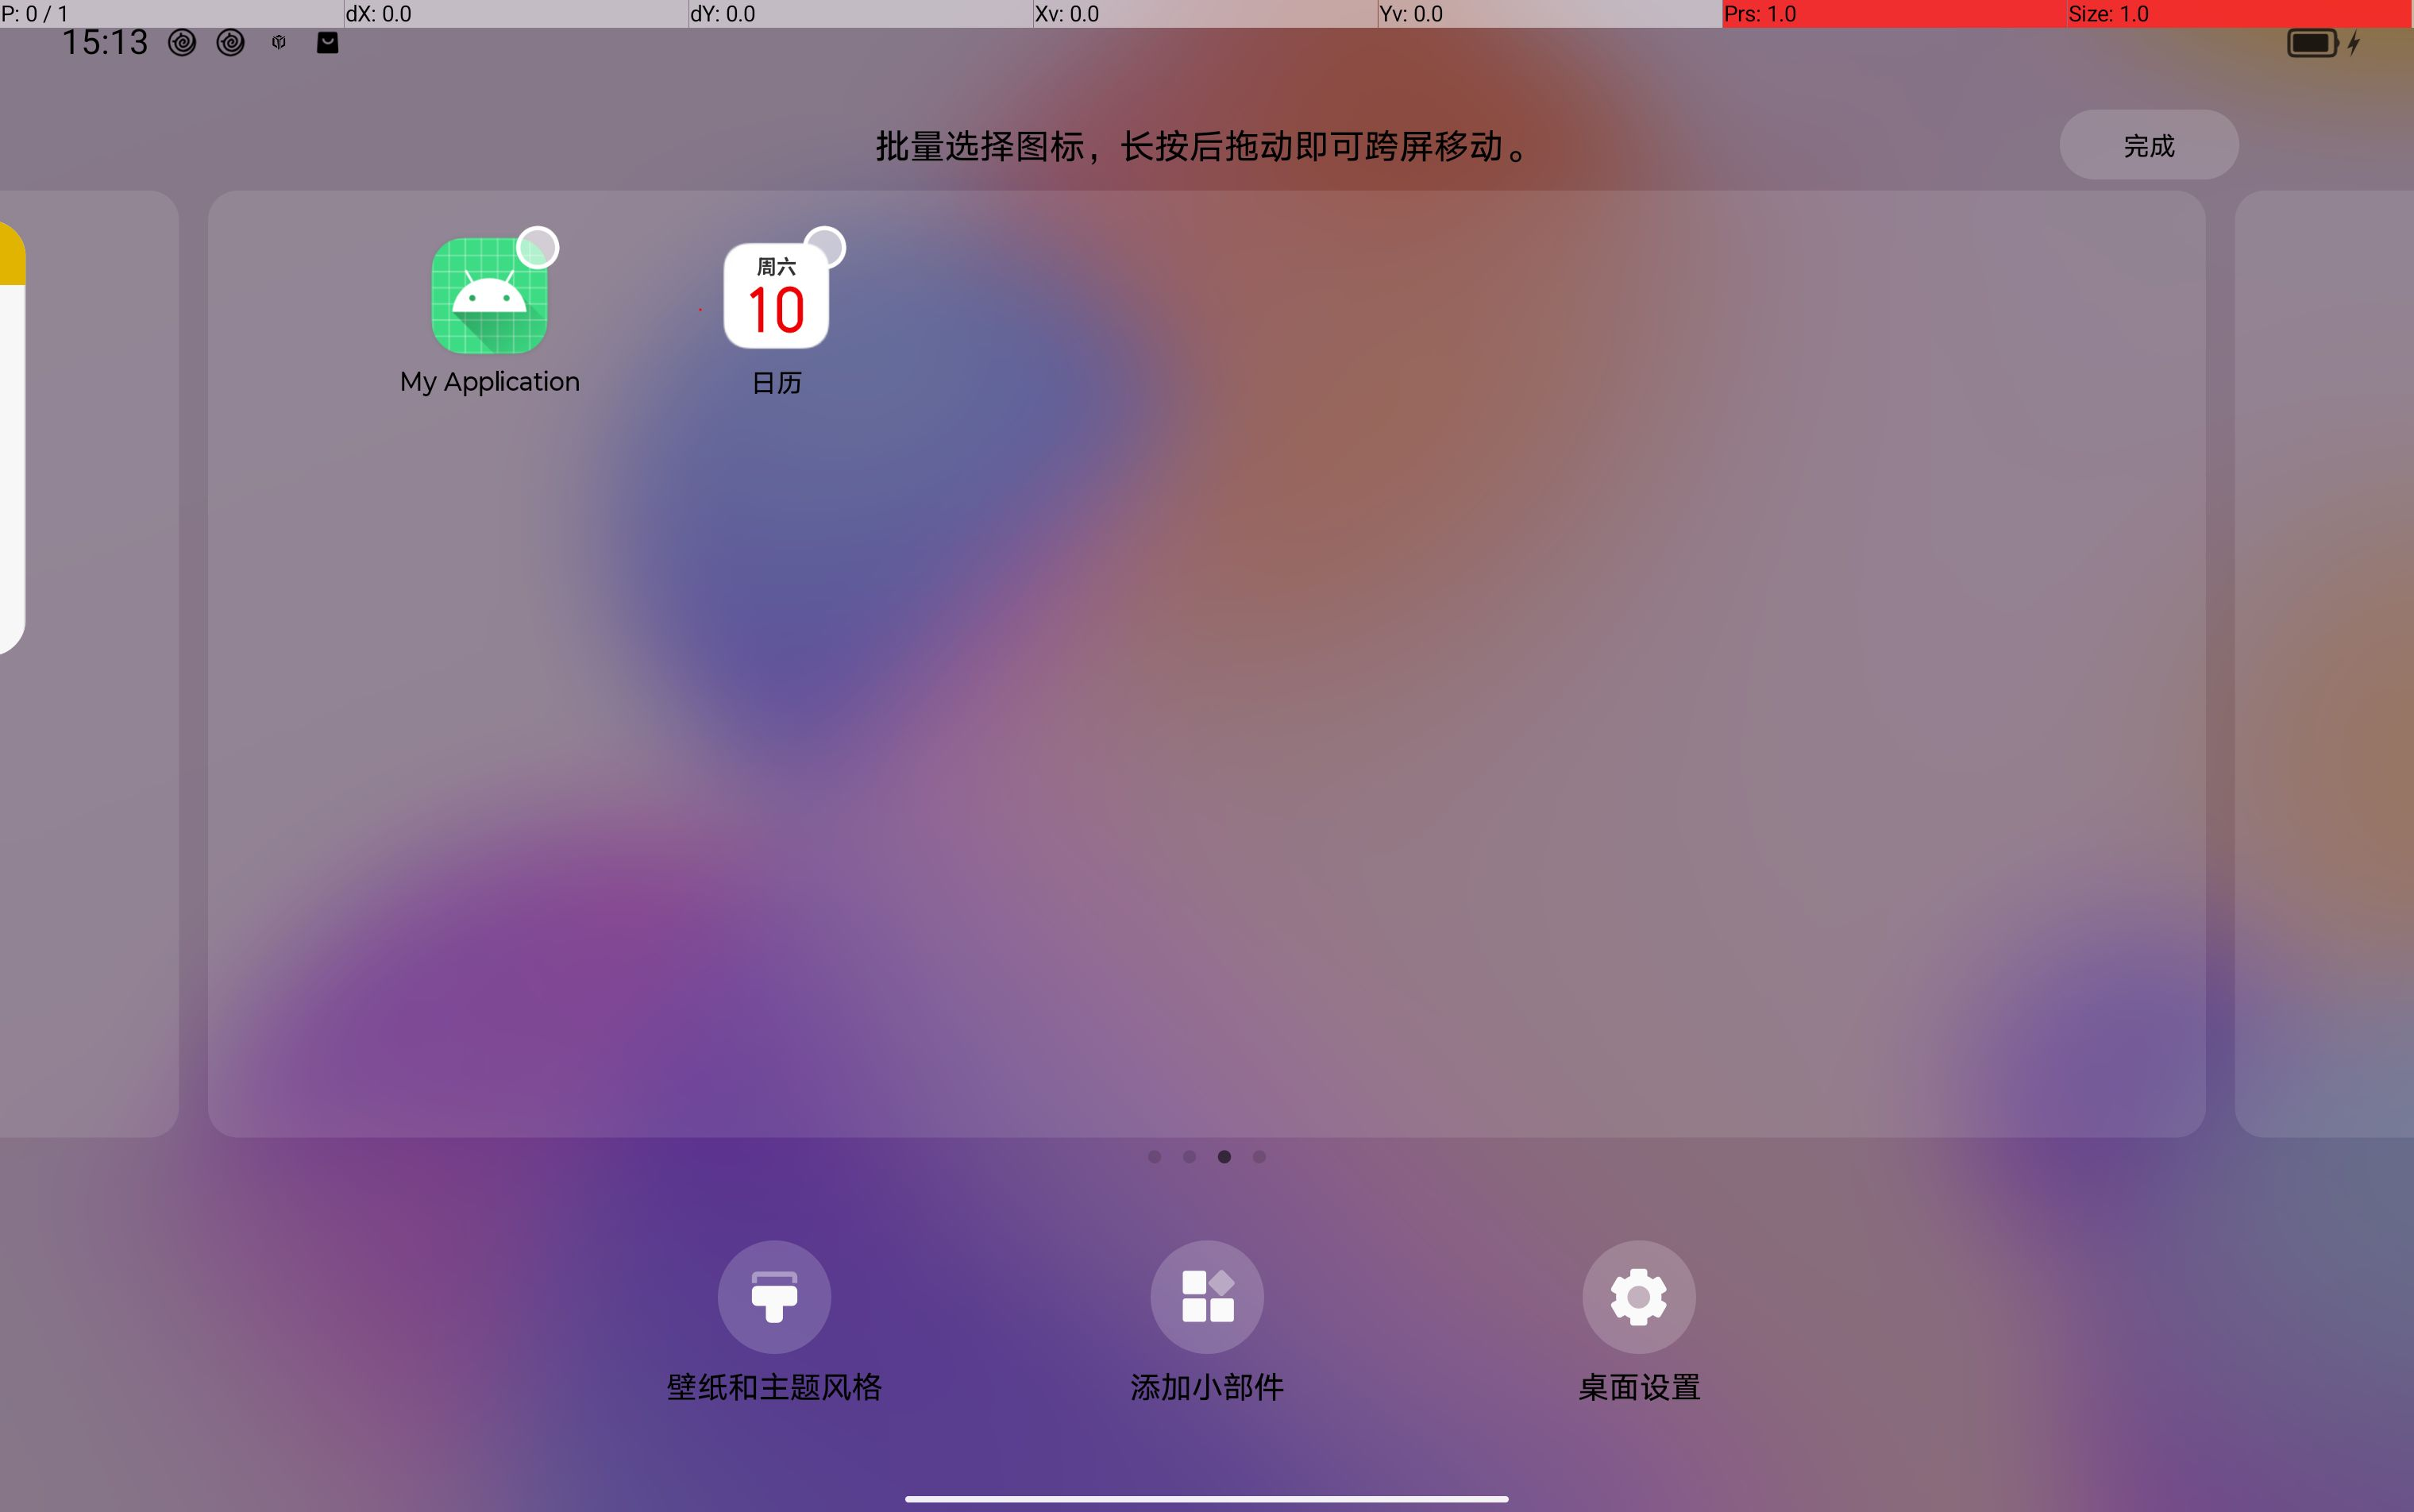 P: 0 / 1 dX: 0.0 dY: 0.0 Xv: 0.0 Yv: 0.0 Prs: 1.0 Size: 1.0
15:13
批量选择图标，长按后拖动即可跨屏移动。
完成
周六
10
My Application
日历
壁纸和主题风格
添加小部件
桌面设置